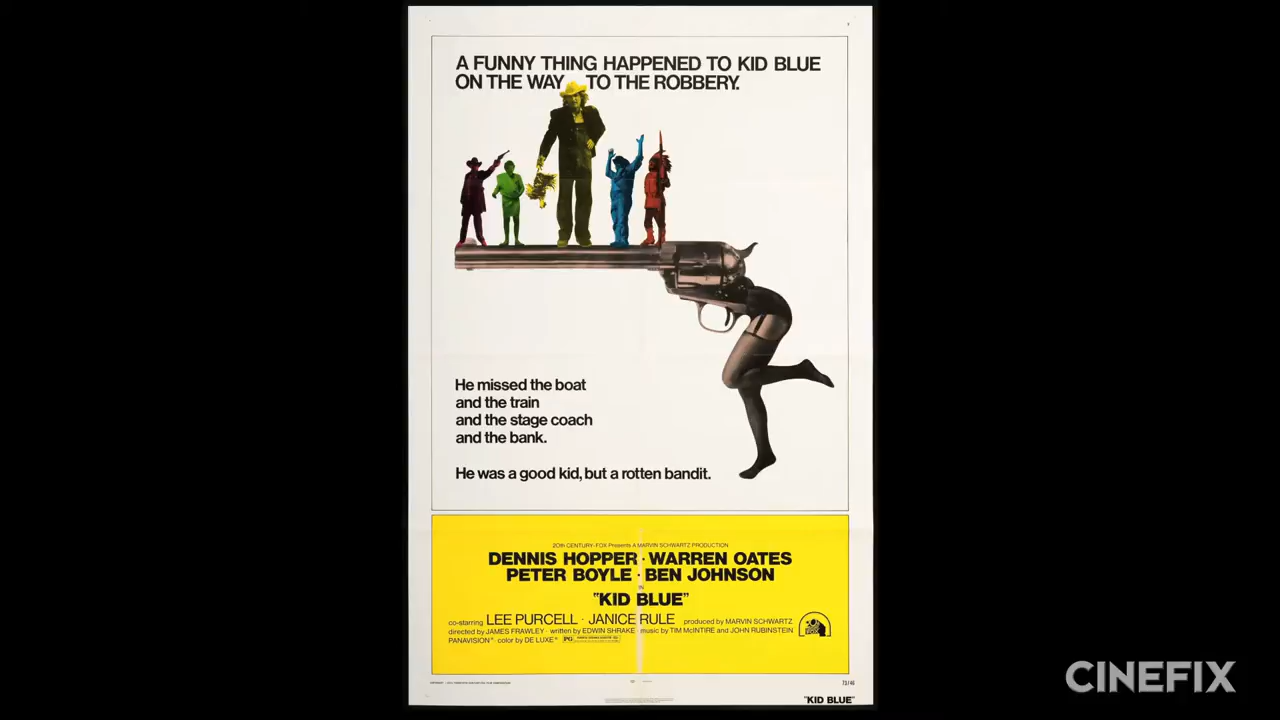 A FUNNY THING HAPPENED TO KID BLUE
ON THE WAY TO THE ROBBERY.
He missed the boat
and the train
and the stage coach
and the bank.
He was a good kid, but a rotten bandit.
20th CENTURY-FOX Presents A MARVIN SCHWARTZ PRODUCTION
DENNIS HOPPER · WARREN OATES
PETER BOYLE · BEN JOHNSON
IN
"KID BLUE"
co-starring LEE PURCELL · JANICE RULE produced by MARVIN SCHWARTZ
directed by JAMES FRAWLEY · written by EDWIN SHRAKE · music by TIM McINTIRE and JOHN RUBINSTEIN
PANAVISION® · color by DE LUXE® PG
73/40
"KID BLUE"
CINEFIX